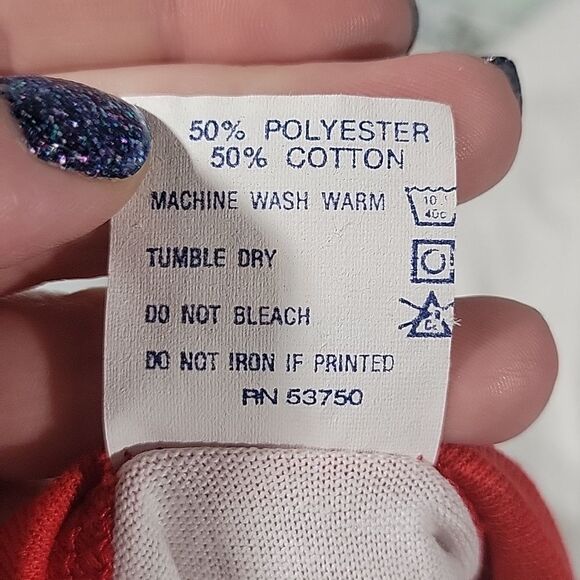 50% POLYESTER
50% COTTON
MACHINE WASH WARM
40C
TUMBLE DRY
DO NOT BLEACH
DO NOT IRON IF PRINTED
RN 53750